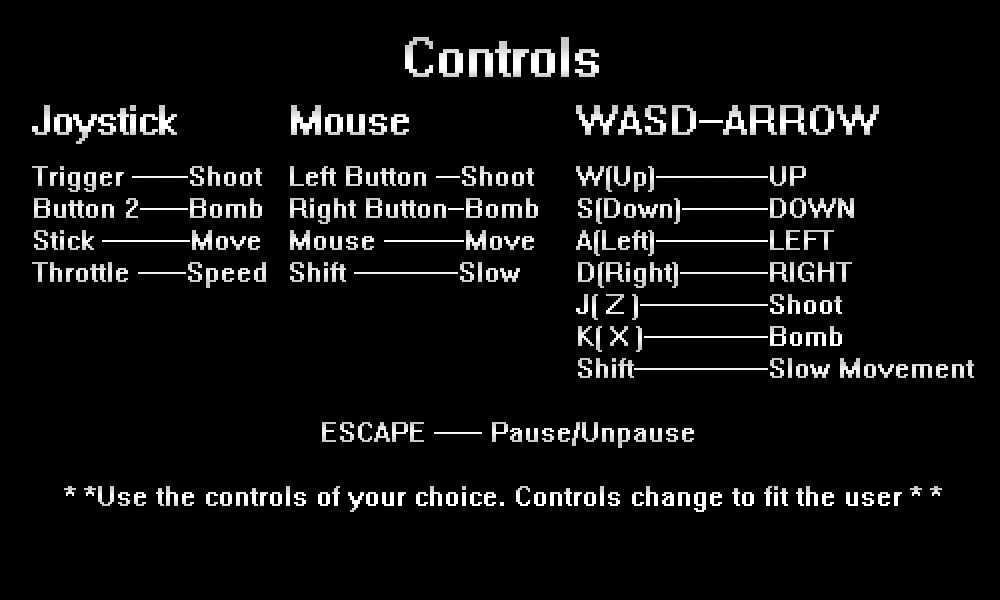 Controls
Joystick
Trigger ——Shoot
Button 2——Bomb
Stick ———Move
Throttle ——Speed
Mouse
Left Button —Shoot
Right Button—Bomb
Mouse ———Move
Shift ————Slow
WASD—ARROW
W(Up)————UP
S(Down)———DOWN
A(Left)————LEFT
D(Right)———RIGHT
J( Z )————Shoot
K( X )————Bomb
Shift————Slow Movement
ESCAPE —— Pause/Unpause
* *Use the controls of your choice. Controls change to fit the user * *